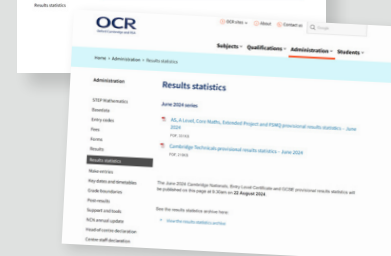 Results statistics
OCR
Oxford Cambridge and RSA
OCR sites
About
Contact us
Subjects Qualifications Administration Students
Home > Administration > Results statistics
Administration
STEP Mathematics
Downloads
Entry codes
Fees
Forms
Results
Results statistics
Make entries
Key dates and timetables
Grade boundaries
Post-results
Support and tools
NEA annual update
Head of centre declaration
Centre staff declaration
Results statistics
June 2024 series
AS, A Level, Core Maths, Extended Project and FSMQ provisional results statistics - June
2024
Cambridge Technicals provisional results statistics - June 2024
The June 2024 Cambridge Nationals, Entry Level Certificate and GCSE provisional results statistics will
be published on this page at 9.30am on 22 August 2024.
See the results statistics archive here:
View the results statistics archive